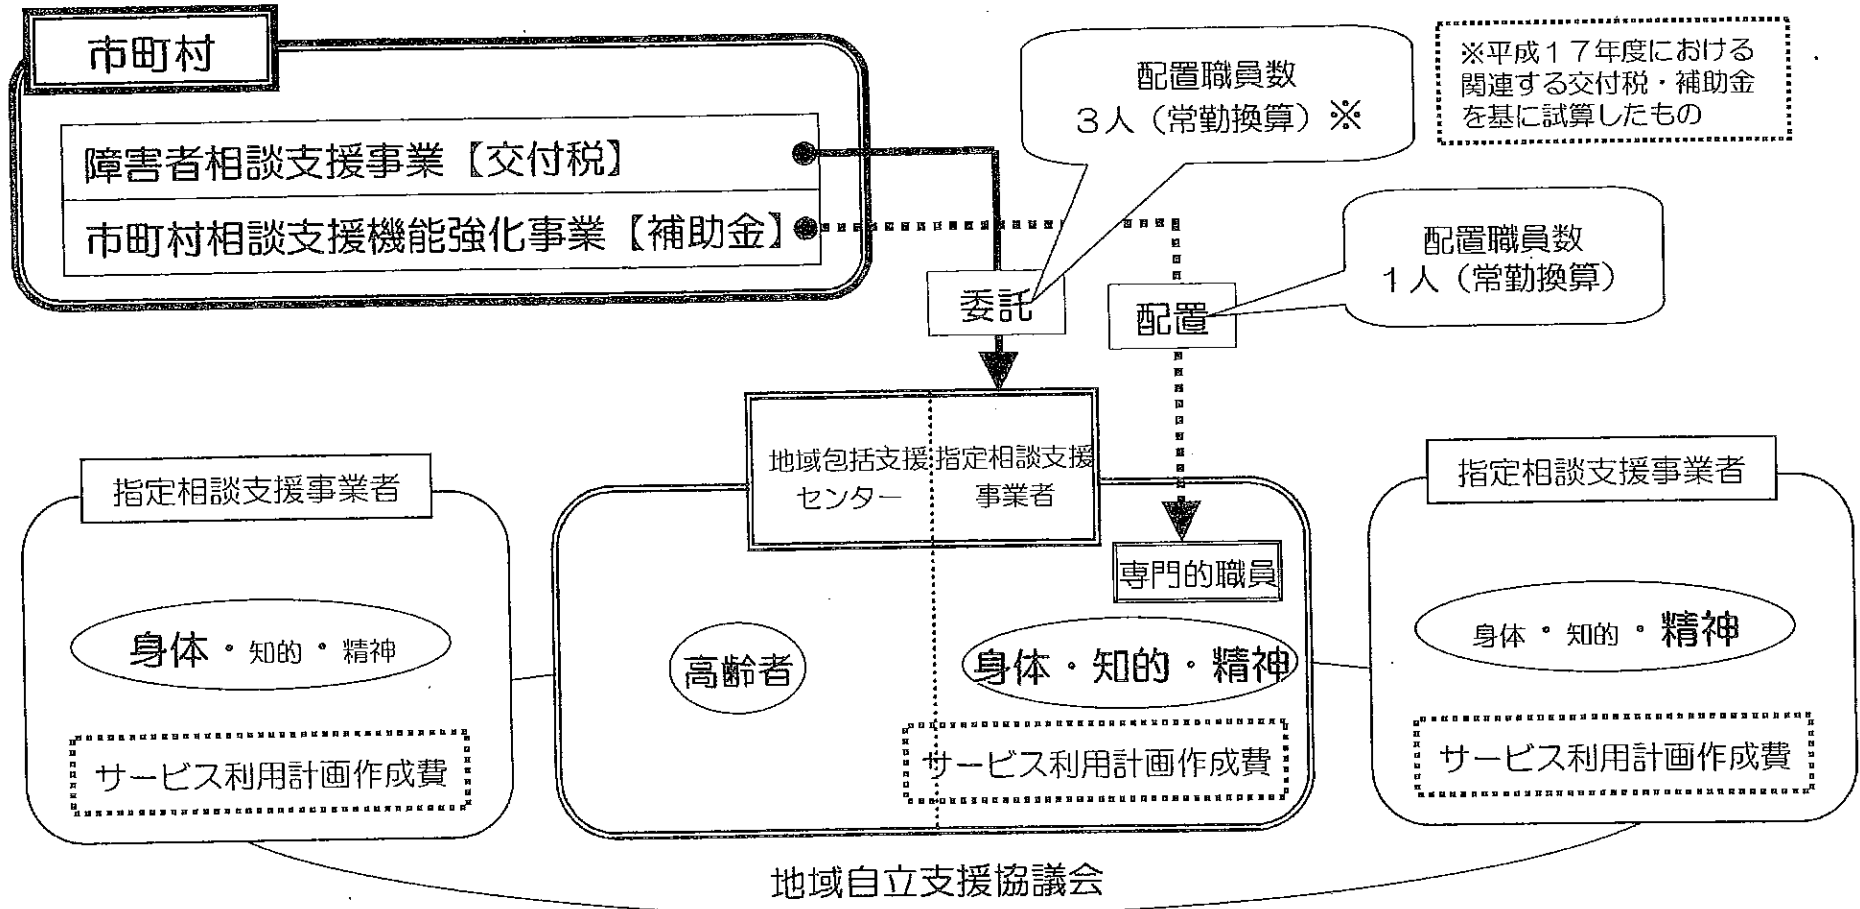 市町村
障害者相談支援事業【交付税】
市町村相談支援機能強化事業【補助金】
配置職員数
3人（常勤換算）※
※平成17年度における
関連する交付税・補助金
を基に試算したもの
配置職員数
1人（常勤換算）
委託
配置
地域包括支援
センター
指定相談支援
事業者
指定相談支援事業者
指定相談支援事業者
専門的職員
身体・知的・精神
高齢者
身体・知的・精神
身体・知的・精神
サービス利用計画作成費
サービス利用計画作成費
サービス利用計画作成費
地域自立支援協議会